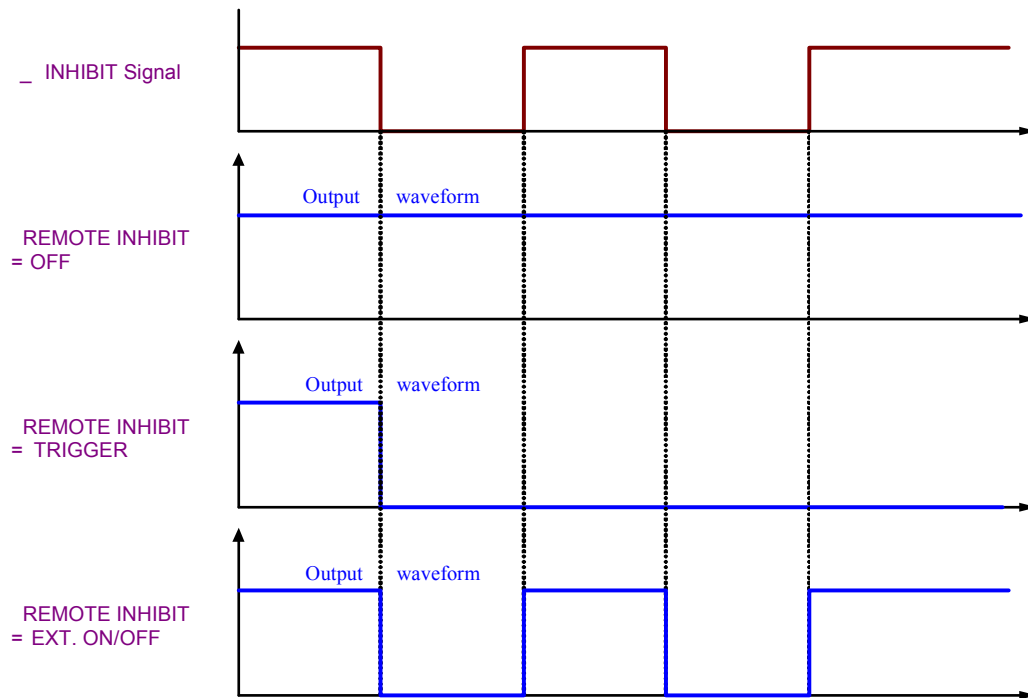 _ INHIBIT Signal
Output waveform
REMOTE INHIBIT
= OFF
Output waveform
REMOTE INHIBIT
= TRIGGER
Output waveform
REMOTE INHIBIT
= EXT. ON/OFF